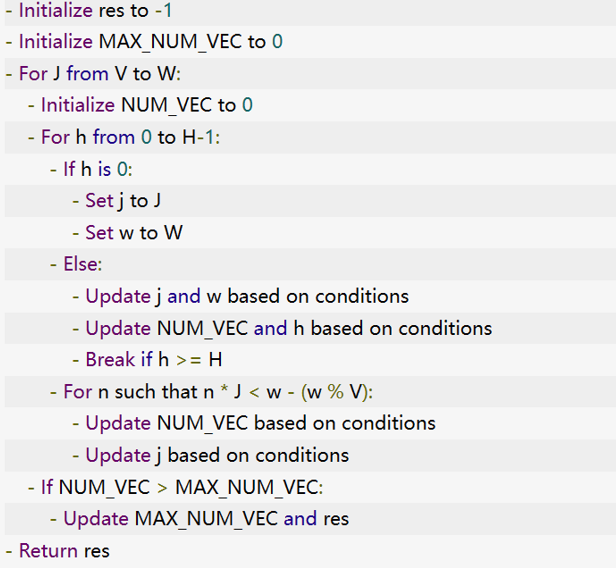 - Initialize res to -1
- Initialize MAX_NUM_VEC to 0
- For J from V to W:
- Initialize NUM_VEC to 0
- For h from 0 to H-1:
- If h is 0:
- Set j to J
- Set w to W
- Else:
- Update j and w based on conditions
- Update NUM_VEC and h based on conditions
- Break if h >= H
- For n such that n * J < w - (w % V):
- Update NUM_VEC based on conditions
- Update j based on conditions
- If NUM_VEC > MAX_NUM_VEC:
- Update MAX_NUM_VEC and res
- Return res